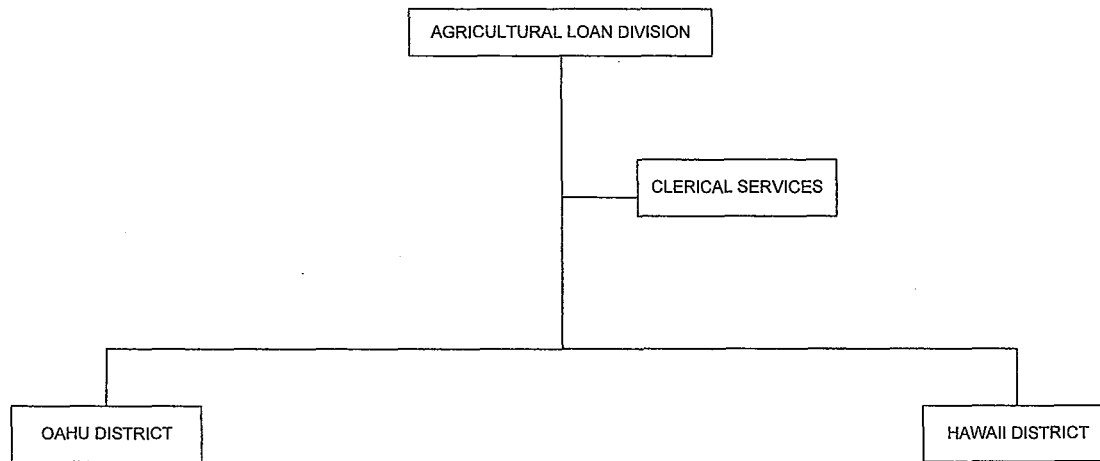 AGRICULTURAL LOAN DIVISION
CLERICAL SERVICES
OAHU DISTRICT
HAWAII DISTRICT